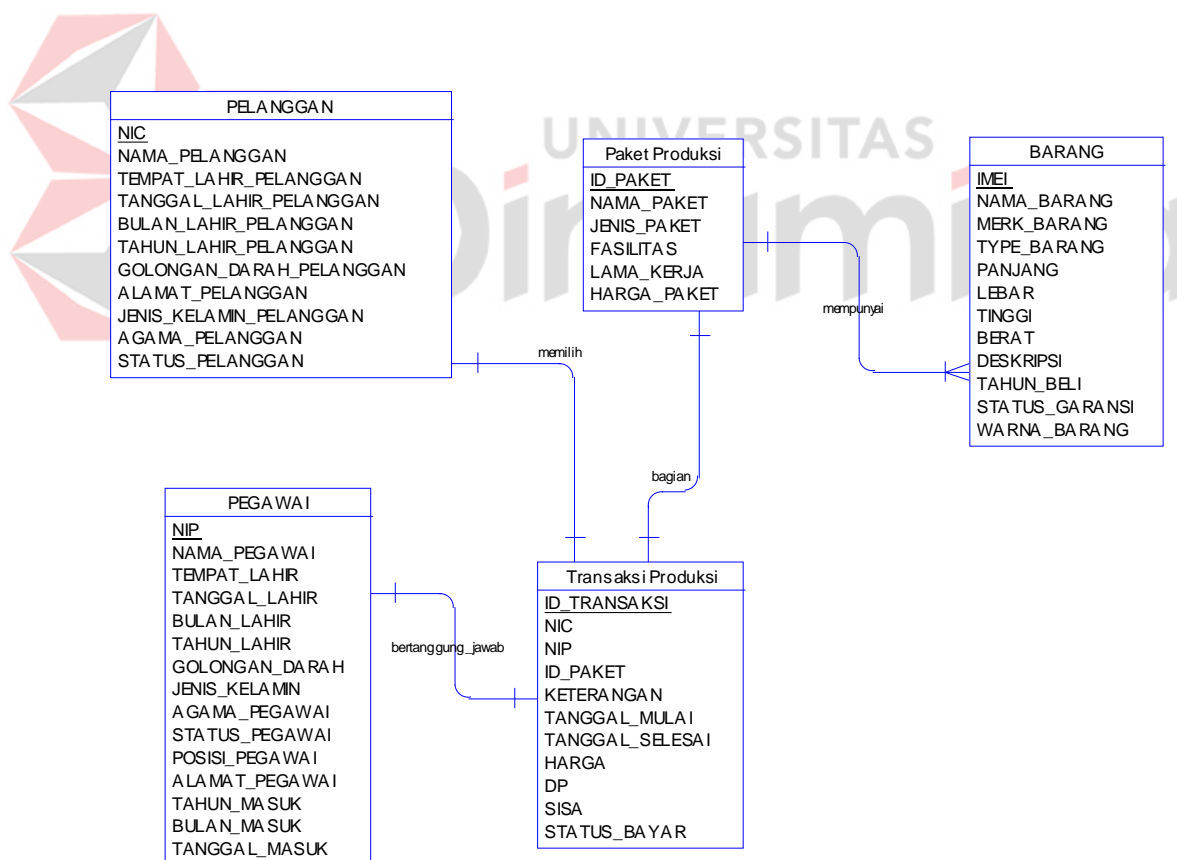 UNIVERSITAS
Dinamika
PELANGGAN
NIC
NAMA_PELANGGAN
TEMPAT_LAHIR_PELANGGAN
TANGGAL_LAHIR_PELANGGAN
BULAN_LAHIR_PELANGGAN
TAHUN_LAHIR_PELANGGAN
GOLONGAN_DARAH_PELANGGAN
ALAMAT_PELANGGAN
JENIS_KELAMIN_PELANGGAN
AGAMA_PELANGGAN
STATUS_PELANGGAN
Paket Produksi
ID_PAKET
NAMA_PAKET
JENIS_PAKET
FASILITAS
LAMA_KERJA
HARGA_PAKET
BARANG
IMEI
NAMA_BARANG
MERK_BARANG
TYPE_BARANG
PANJANG
LEBAR
TINGGI
BERAT
DESKRIPSI
TAHUN_BELI
STATUS_GARANSI
WARNA_BARANG
mempunyai
memilih
bagian
PEGAWAI
NIP
NAMA_PEGAWAI
TEMPAT_LAHIR
TANGGAL_LAHIR
BULAN_LAHIR
TAHUN_LAHIR
GOLONGAN_DARAH
JENIS_KELAMIN
AGAMA_PEGAWAI
STATUS_PEGAWAI
POSISI_PEGAWAI
ALAMAT_PEGAWAI
TAHUN_MASUK
BULAN_MASUK
TANGGAL_MASUK
bertanggung_jawab
Transaksi Produksi
ID_TRANSAKSI
NIC
NIP
ID_PAKET
KETERANGAN
TANGGAL_MULAI
TANGGAL_SELESAI
HARGA
DP
SISA
STATUS_BAYAR